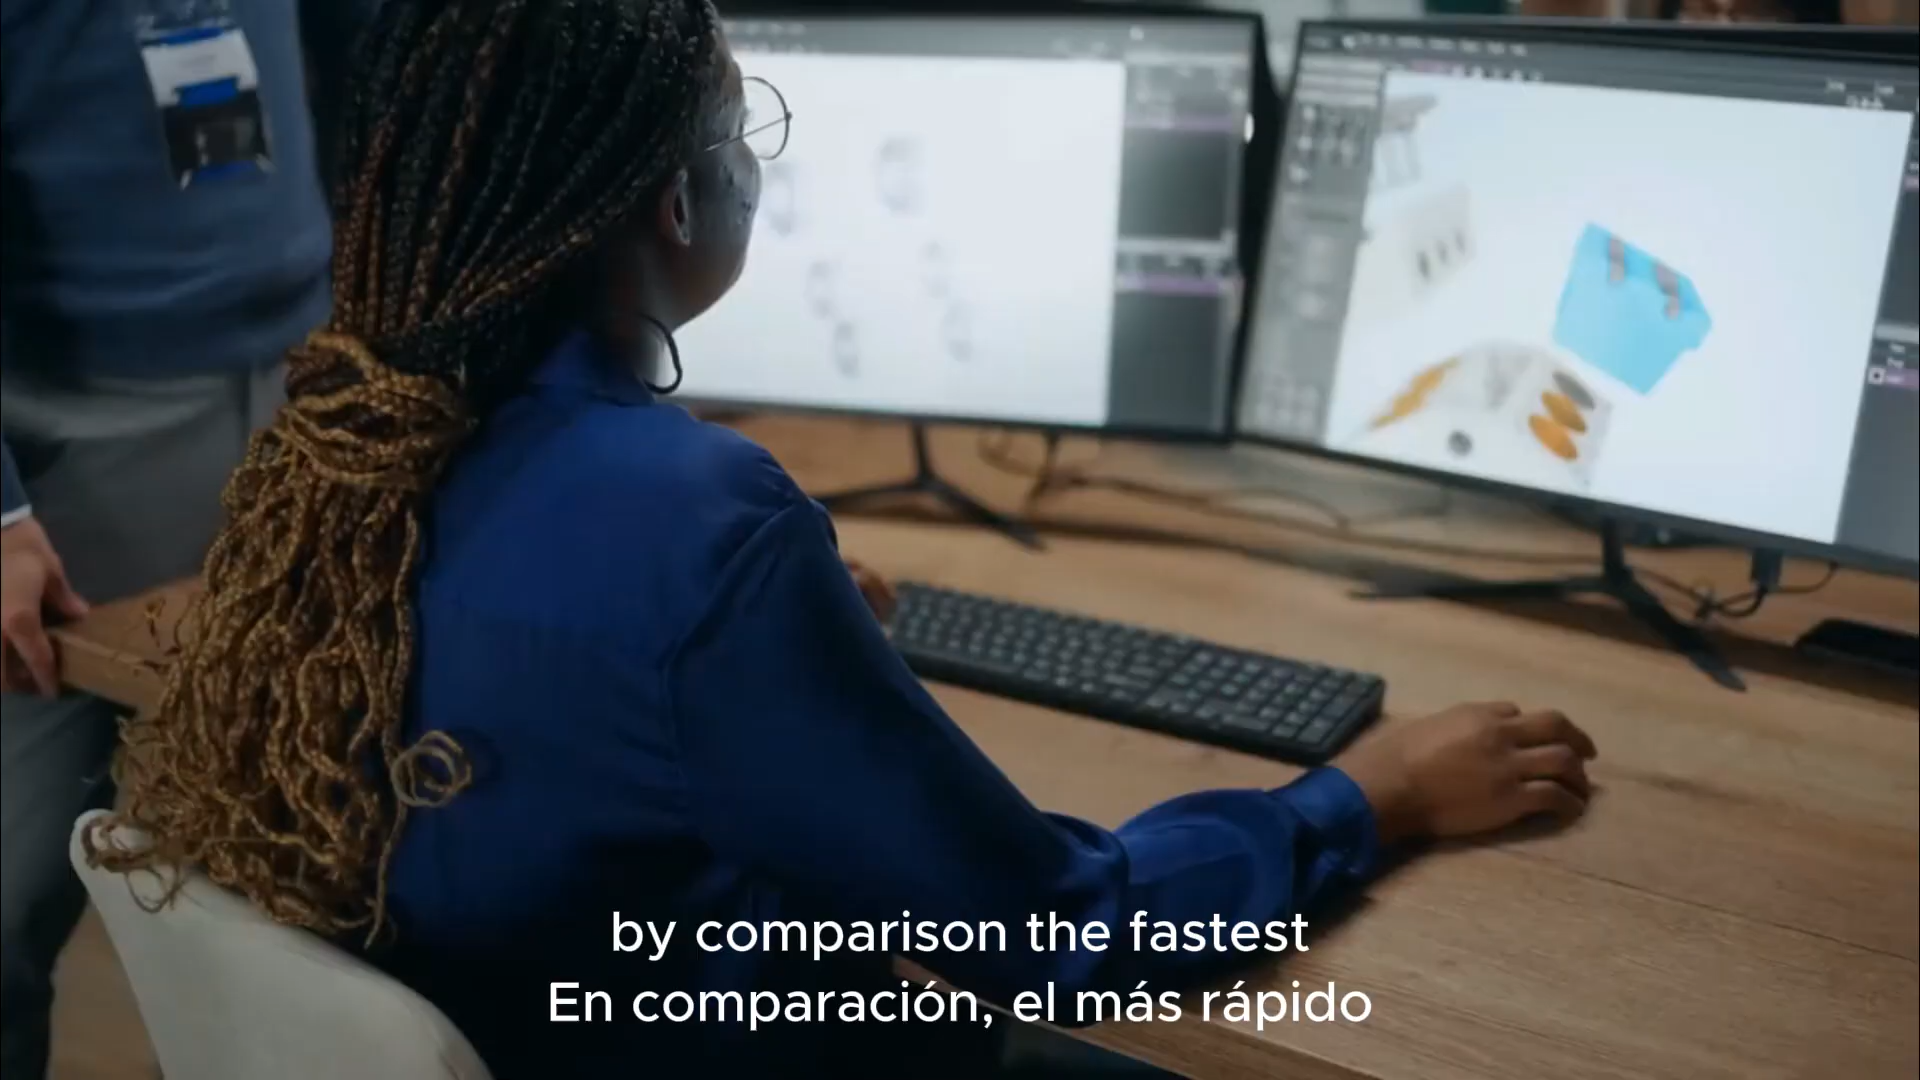 by comparison the fastest
En comparación, el más rápido